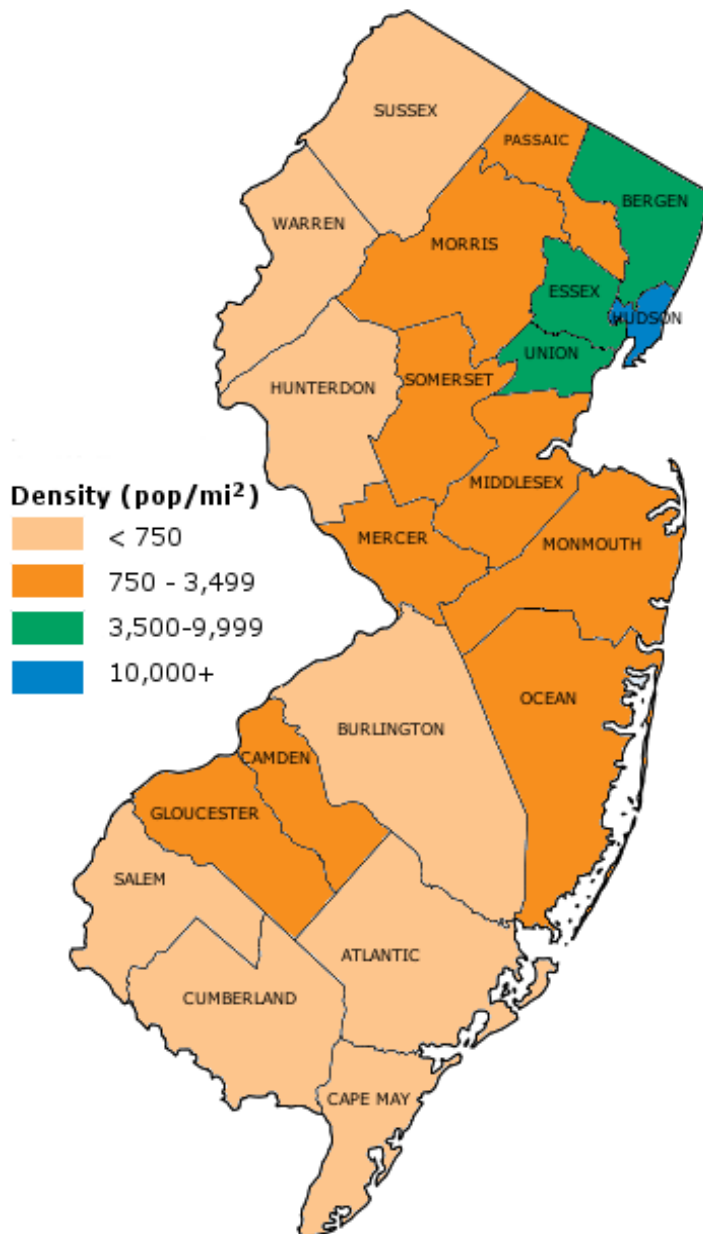 SUSSEX
PASSAIC
BERGEN
WARREN
MORRIS
ESSEX
HUDSON
UNION
HUNTERDON
SOMERSET
MIDDLESEX
MERCER
MONMOUTH
Density (pop/mi²)
< 750
750 - 3,499
3,500-9,999
10,000+
OCEAN
BURLINGTON
CAMDEN
GLOUCESTER
SALEM
ATLANTIC
CUMBERLAND
CAPE MAY